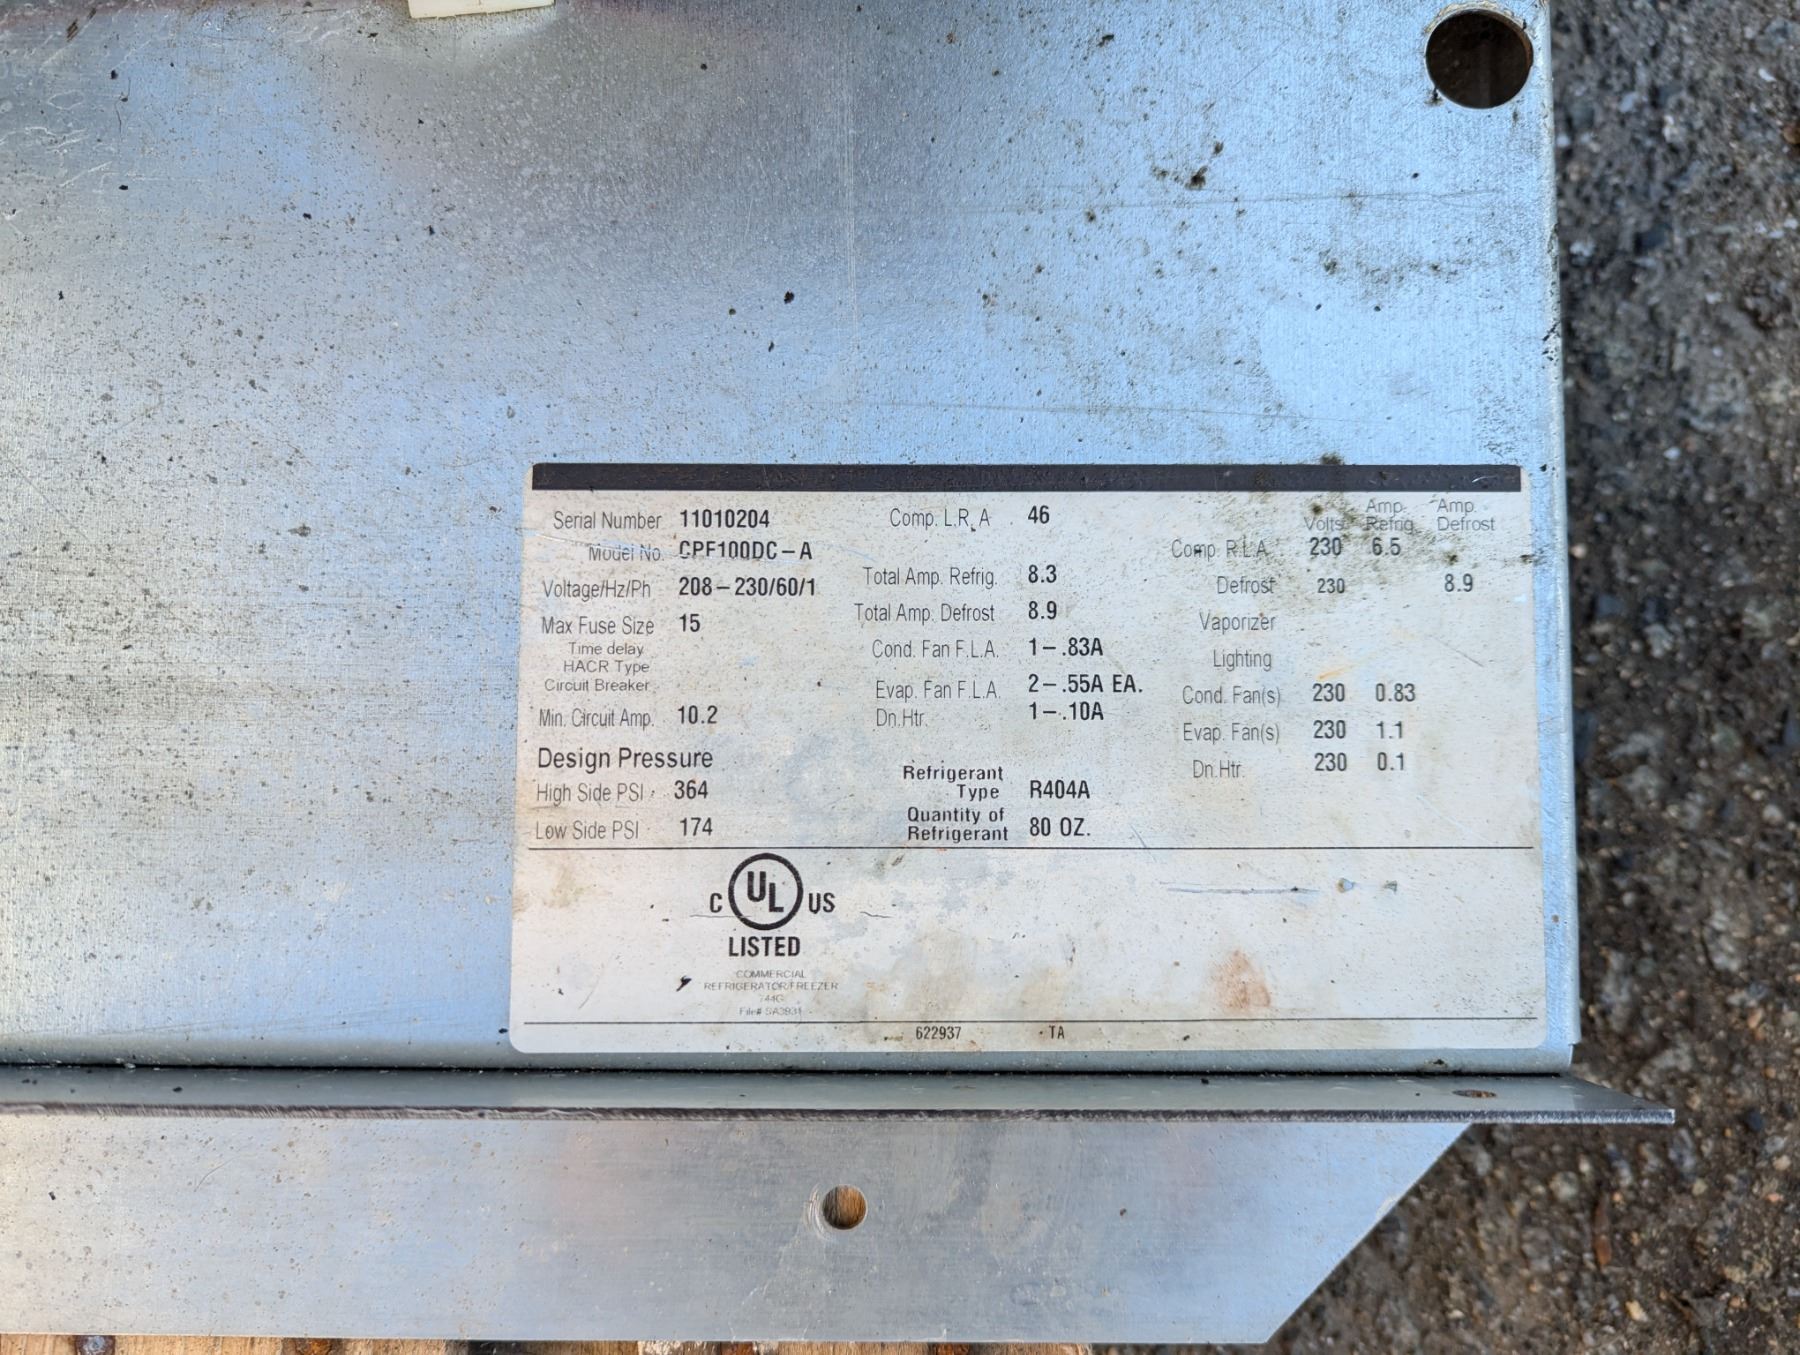 Serial Number 11010204
Model No. CPF100DC-A
Voltage/Hz/Ph 208-230/60/1
Max Fuse Size 15
Time delay
HACR Type
Circuit Breaker
Min. Circuit Amp. 10.2
Design Pressure
High Side PSI 364
Low Side PSI 174
Comp. L.R.A 46
Total Amp. Refrig. 8.3
Total Amp. Defrost 8.9
Cond. Fan F.L.A. 1-.83A
Evap. Fan F.L.A. 2-.55A EA.
Dn.Htr. 1-.10A
Refrigerant
Type R404A
Quantity of
Refrigerant 80 OZ.
Volts Amp. Refrig. Amp. Defrost
Comp. R.L.A. 230 6.5
Defrost 230 8.9
Vaporizer
Lighting
Cond. Fan(s) 230 0.83
Evap. Fan(s) 230 1.1
Dn.Htr. 230 0.1
C UL US
LISTED
COMMERCIAL
REFRIGERATOR/FREEZER
744G
File# SA3931
622937 TA